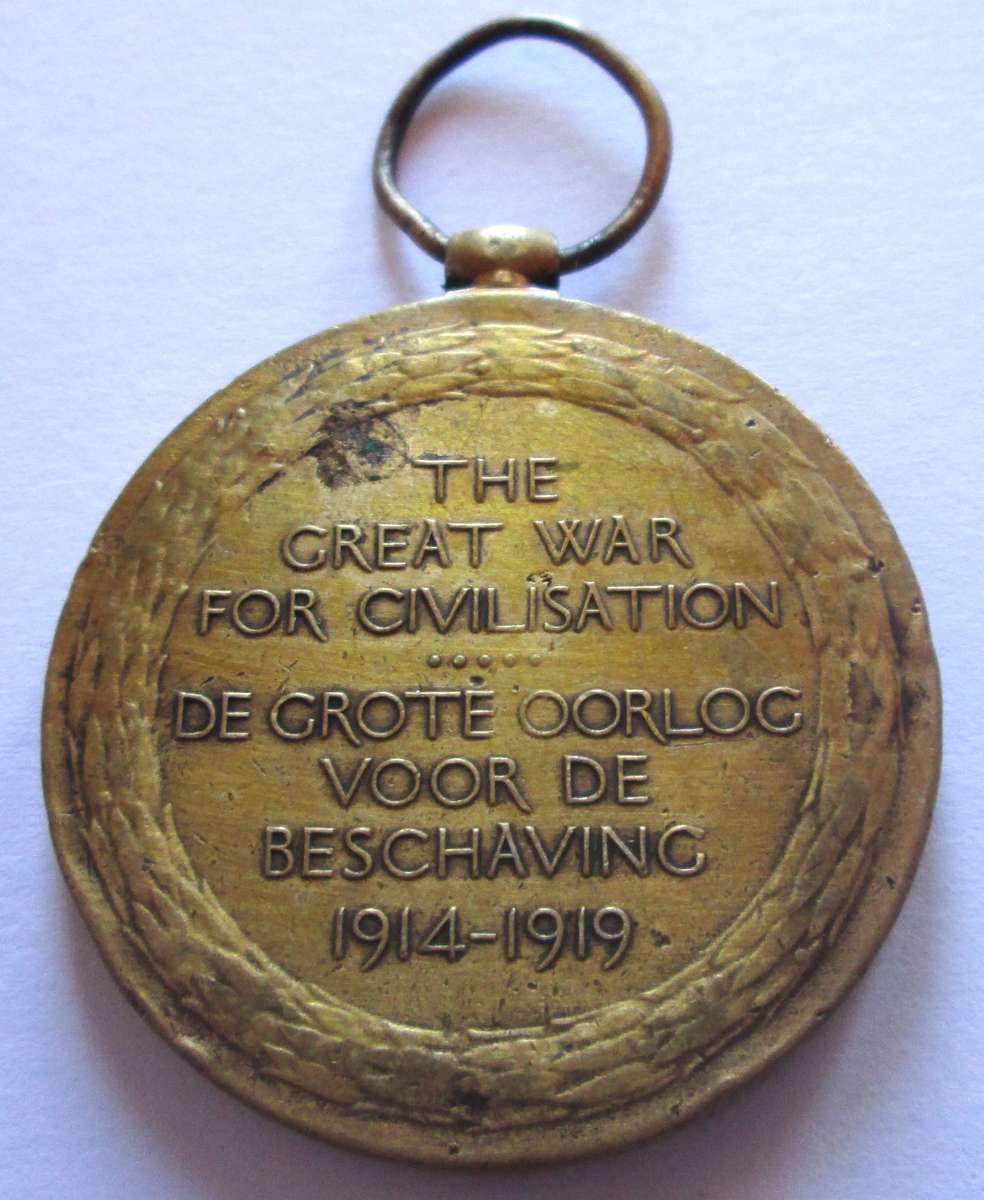 THE
GREAT WAR
FOR CIVILISATION
DE GROTE OORLOG
VOOR DE
BESCHAVING
1914-1919